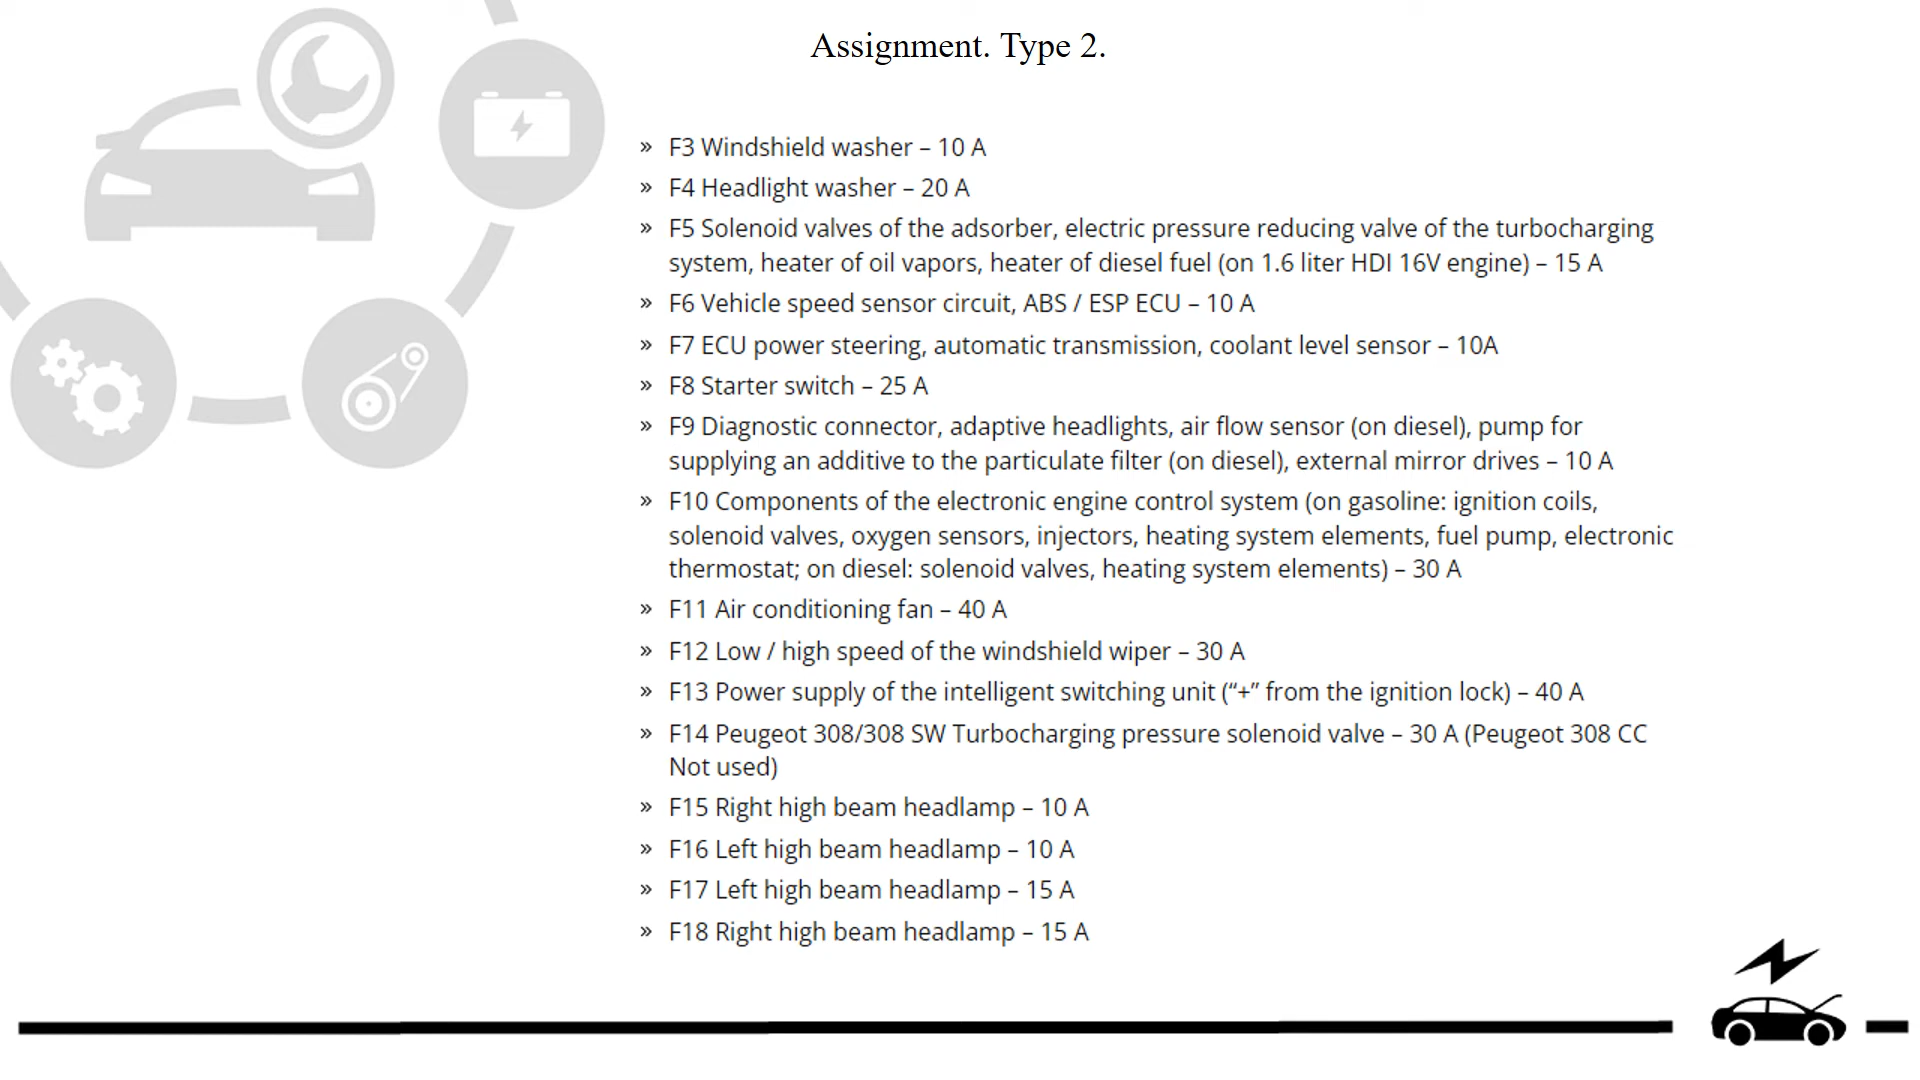 Assignment. Type 2.
» F3 Windshield washer – 10 A
» F4 Headlight washer – 20 A
» F5 Solenoid valves of the adsorber, electric pressure reducing valve of the turbocharging
system, heater of oil vapors, heater of diesel fuel (on 1.6 liter HDI 16V engine) – 15 A
» F6 Vehicle speed sensor circuit, ABS / ESP ECU – 10 A
» F7 ECU power steering, automatic transmission, coolant level sensor – 10A
» F8 Starter switch – 25 A
» F9 Diagnostic connector, adaptive headlights, air flow sensor (on diesel), pump for
supplying an additive to the particulate filter (on diesel), external mirror drives – 10 A
» F10 Components of the electronic engine control system (on gasoline: ignition coils,
solenoid valves, oxygen sensors, injectors, heating system elements, fuel pump, electronic
thermostat; on diesel: solenoid valves, heating system elements) – 30 A
» F11 Air conditioning fan – 40 A
» F12 Low / high speed of the windshield wiper – 30 A
» F13 Power supply of the intelligent switching unit (“+” from the ignition lock) – 40 A
» F14 Peugeot 308/308 SW Turbocharging pressure solenoid valve – 30 A (Peugeot 308 CC
Not used)
» F15 Right high beam headlamp – 10 A
» F16 Left high beam headlamp – 10 A
» F17 Left high beam headlamp – 15 A
» F18 Right high beam headlamp – 15 A